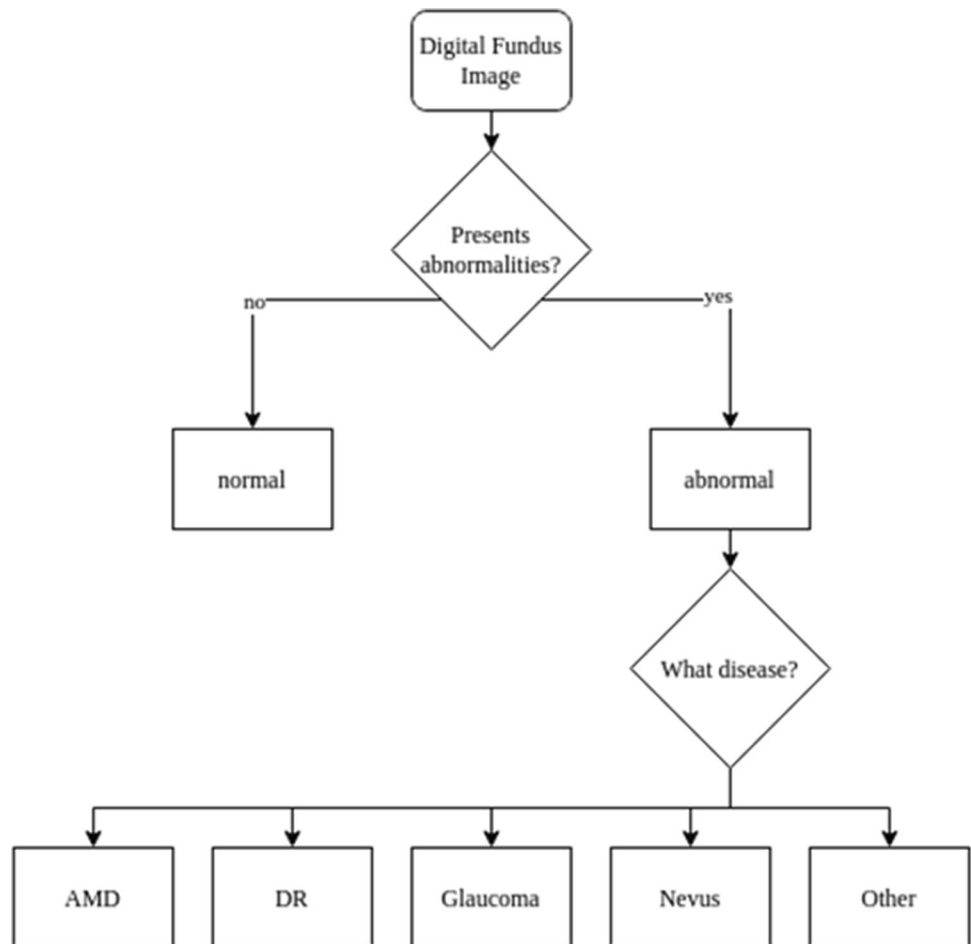 Digital Fundus
Image
Presents
abnormalities?
no
yes
normal
abnormal
What disease?
AMD
DR
Glaucoma
Nevus
Other